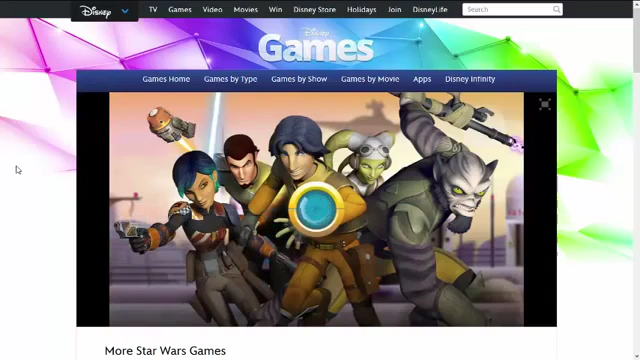 Disney
TV Games Video Movies Win Disney Store Holidays Join DisneyLife
Search
Disney
Games
Games Home Games by Type Games by Show Games by Movie Apps Disney Infinity
More Star Wars Games